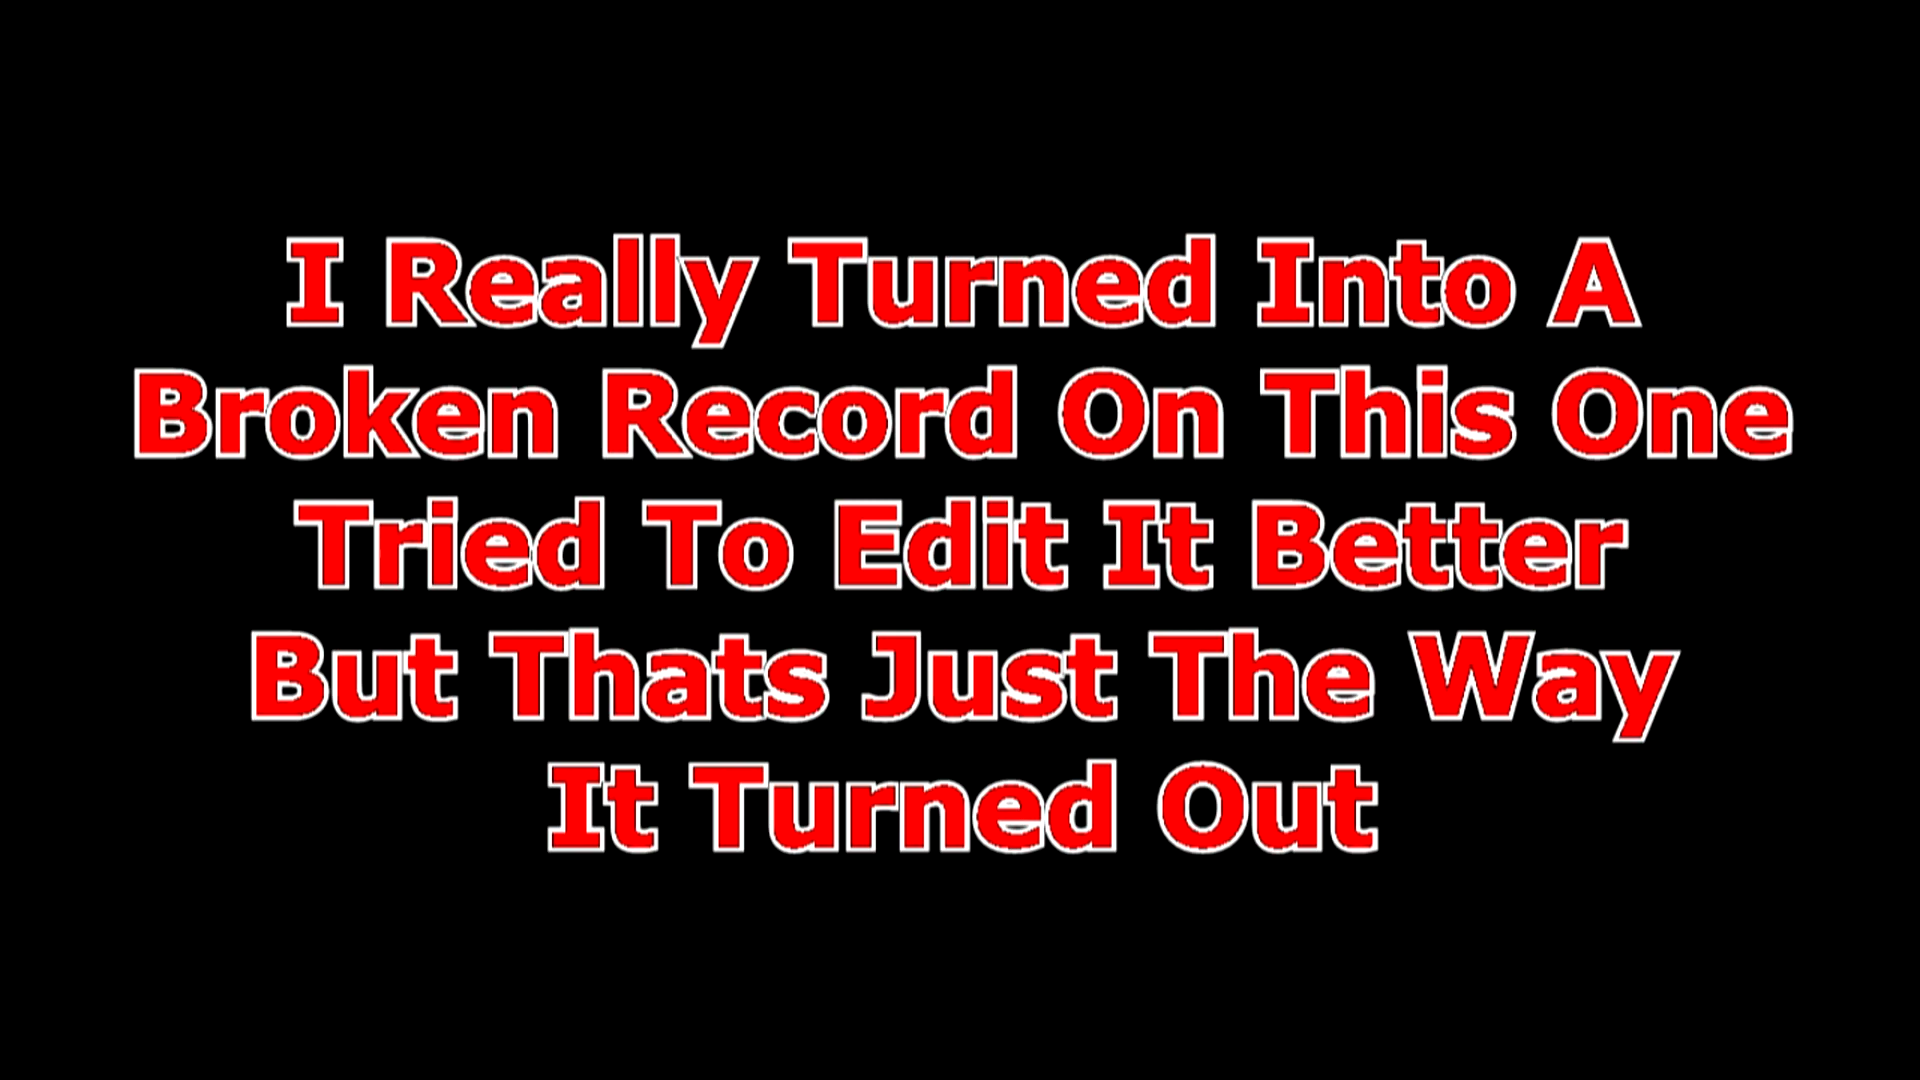 I Really Turned Into A
Broken Record On This One
Tried To Edit It Better
But Thats Just The Way
It Turned Out